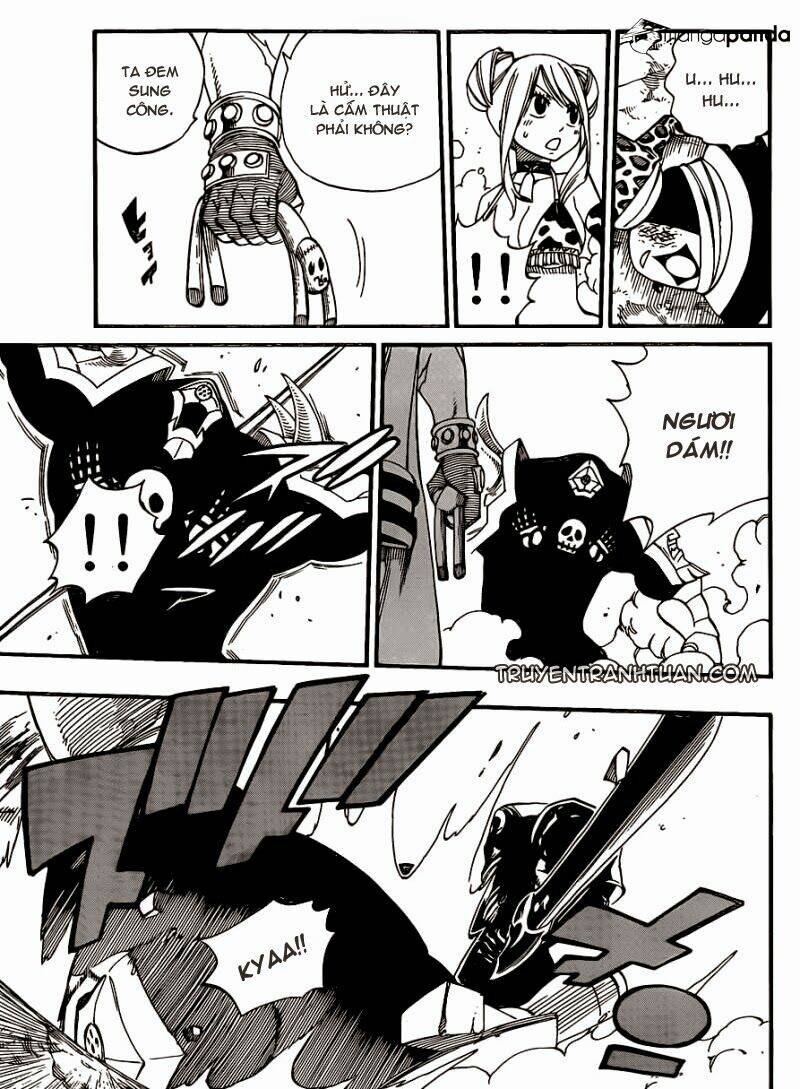 mangapanda
U... HU...
HU...
HỬ... ĐÂY
LÀ CẤM THUẬT
PHẢI KHÔNG?
TA ĐEM
SUNG
CÔNG.
!!
NGƯƠI
DÁM!!
!!
TRUYENTRANHTUAN.COM
KYAA!!